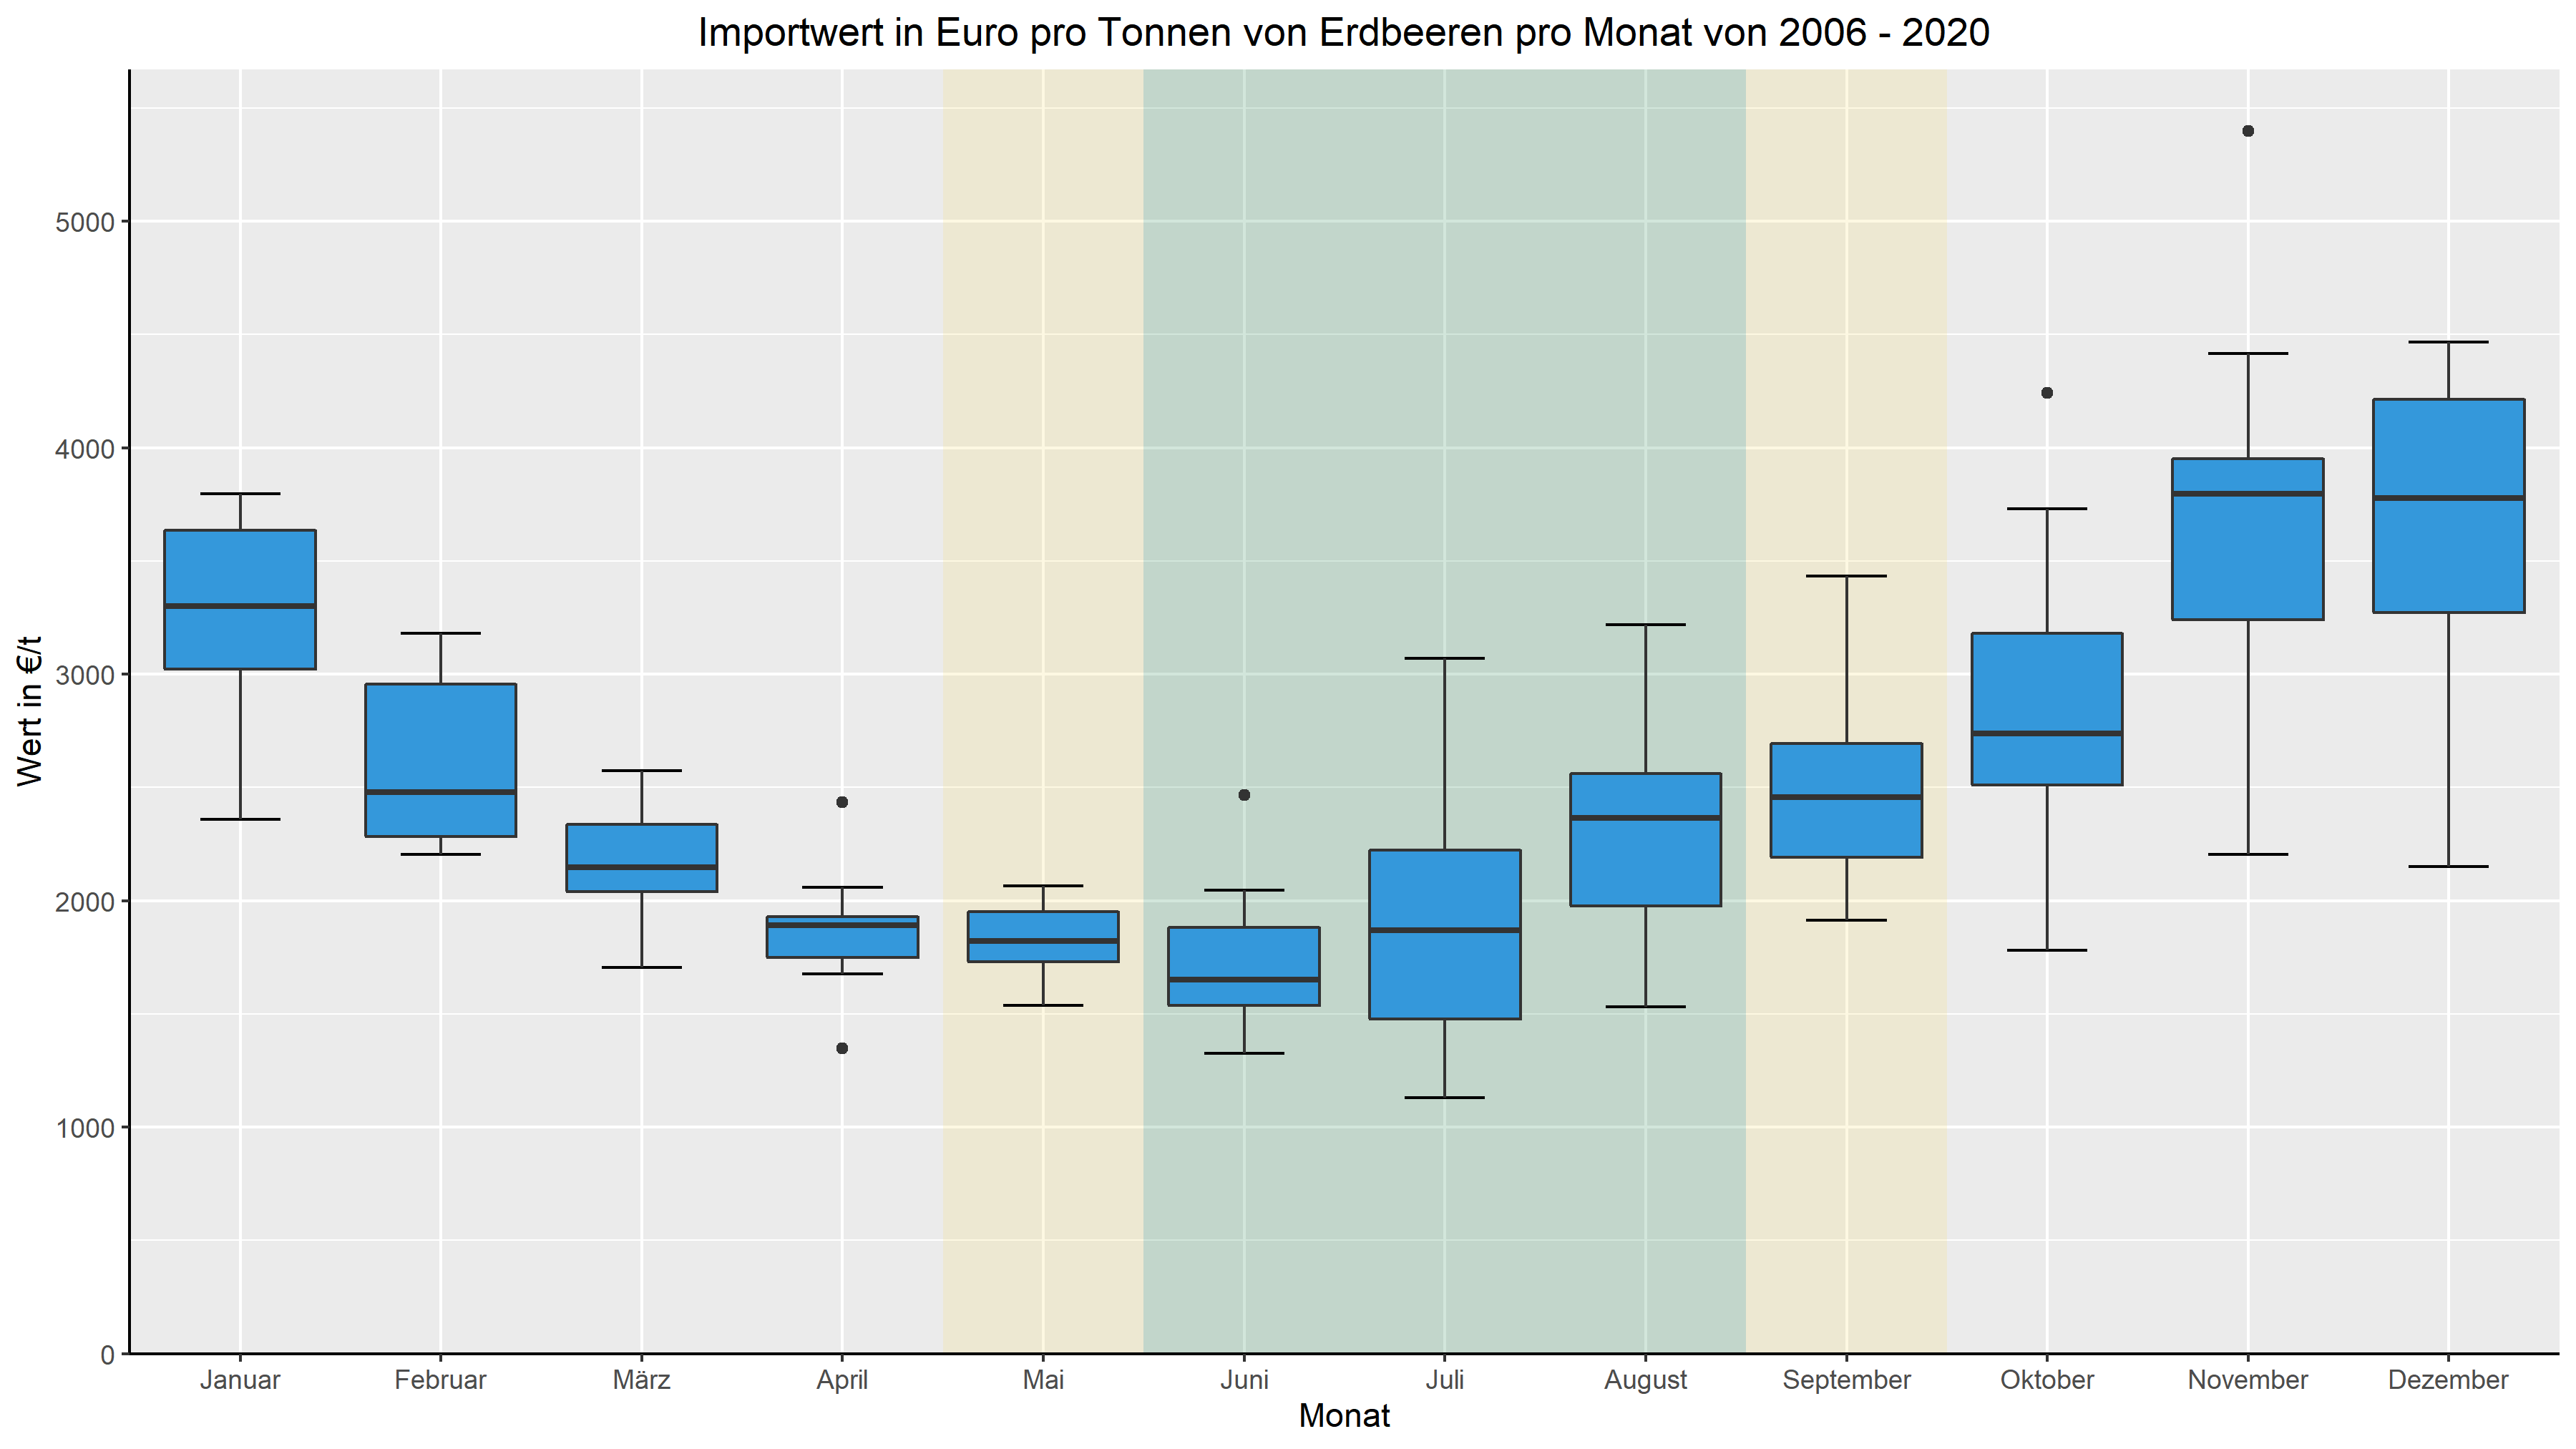 Importwert in Euro pro Tonnen von Erdbeeren pro Monat von 2006 - 2020
Wert in €/t
5000
4000
3000
2000
1000
0
Januar Februar März April Mai Juni Juli August September Oktober November Dezember
Monat